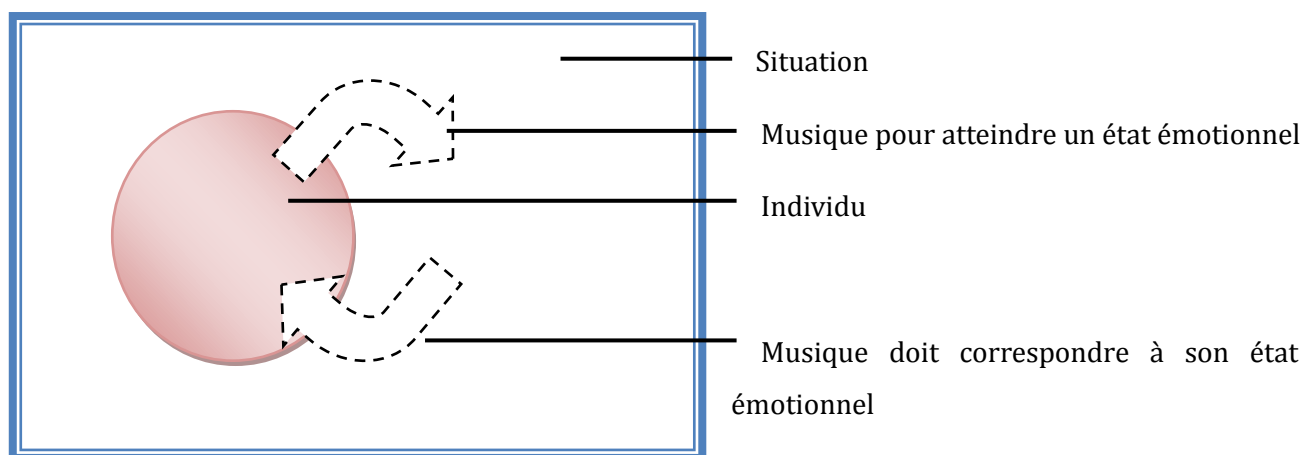 Situation
Musique pour atteindre un état émotionnel
Individu
Musique doit correspondre à son état
émotionnel